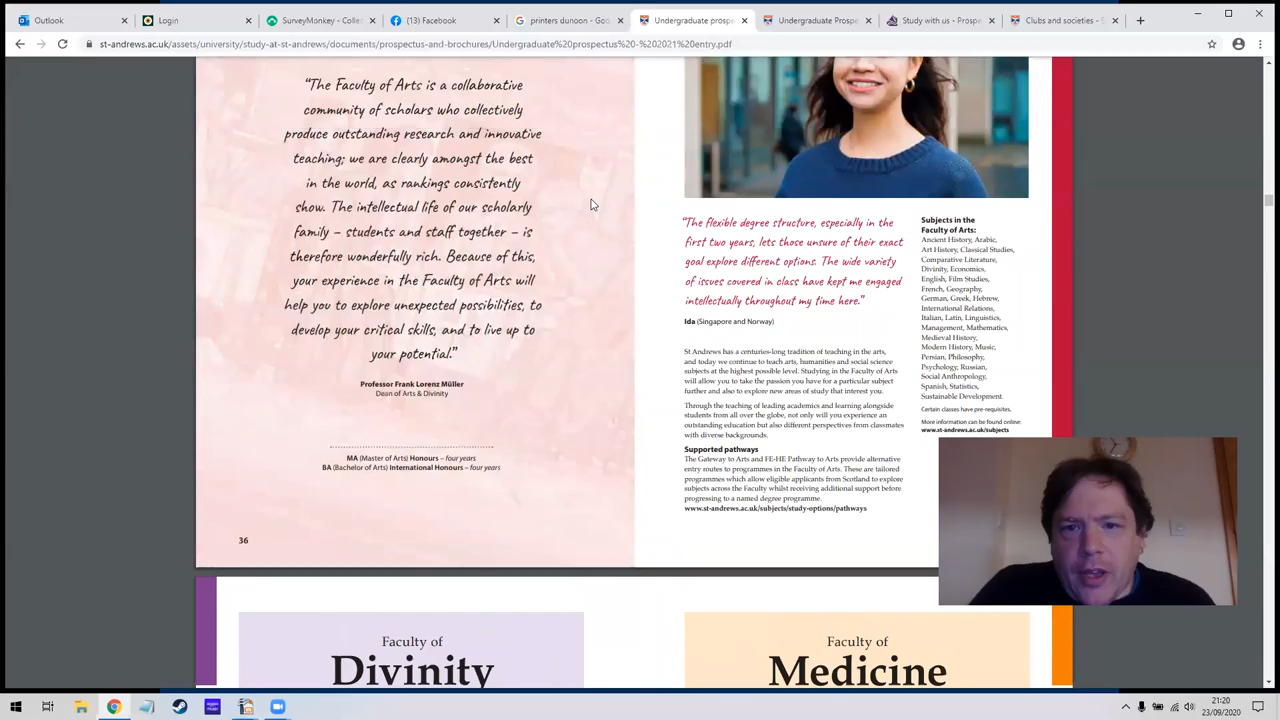 Outlook
Login
SurveyMonkey - Collec
(13) Facebook
printers dunoon - Goo
Undergraduate prospe
Undergraduate Prospe
Study with us - Prospe
Clubs and societies - S
st-andrews.ac.uk/assets/university/study-at-st-andrews/documents/prospectus-and-brochures/Undergraduate%20prospectus%20-%202021%20entry.pdf
“The Faculty of Arts is a collaborative
community of scholars who collectively
produce outstanding research and innovative
teaching; we are clearly amongst the best
in the world, as rankings consistently
show. The intellectual life of our scholarly
family – students and staff together – is
therefore wonderfully rich. Because of this,
your experience in the Faculty of Arts will
help you to explore unexpected possibilities, to
develop your critical skills, and to live up to
your potential.”
Professor Frank Lorenz Müller
Dean of Arts & Divinity
MA (Master of Arts) Honours – four years
BA (Bachelor of Arts) International Honours – four years
36
“The flexible degree structure, especially in the
first two years, lets those unsure of their exact
goal explore different options. The wide variety
of issues covered in class have kept me engaged
intellectually throughout my time here.”
Ida (Singapore and Norway)
St Andrews has a centuries-long tradition of teaching in the arts,
and today we continue to teach arts, humanities and social science
subjects at the highest possible level. Studying in the Faculty of Arts
will allow you to take the passion you have for a particular subject
further and also to explore new areas of study that interest you.
Through the teaching of leading academics and learning alongside
students from all over the globe, not only will you experience an
outstanding education but also different perspectives from classmates
with diverse backgrounds.
Supported pathways
The Gateway to Arts and FE-HE Pathway to Arts provide alternative
entry routes to programmes in the Faculty of Arts. These are tailored
programmes which allow eligible applicants from Scotland to explore
subjects across the Faculty whilst receiving additional support before
progressing to a named degree programme.
www.st-andrews.ac.uk/subjects/study-options/pathways
Subjects in the
Faculty of Arts:
Ancient History, Arabic,
Art History, Classical Studies,
Comparative Literature,
Divinity, Economics,
English, Film Studies,
French, Geography,
German, Greek, Hebrew,
International Relations,
Italian, Latin, Linguistics,
Management, Mathematics,
Medieval History,
Modern History, Music,
Persian, Philosophy,
Psychology, Russian,
Social Anthropology,
Spanish, Statistics,
Sustainable Development.
Certain classes have pre-requisites.
More information can be found online:
www.st-andrews.ac.uk/subjects
Faculty of
Divinity
Faculty of
Medicine
21:20
23/09/2020